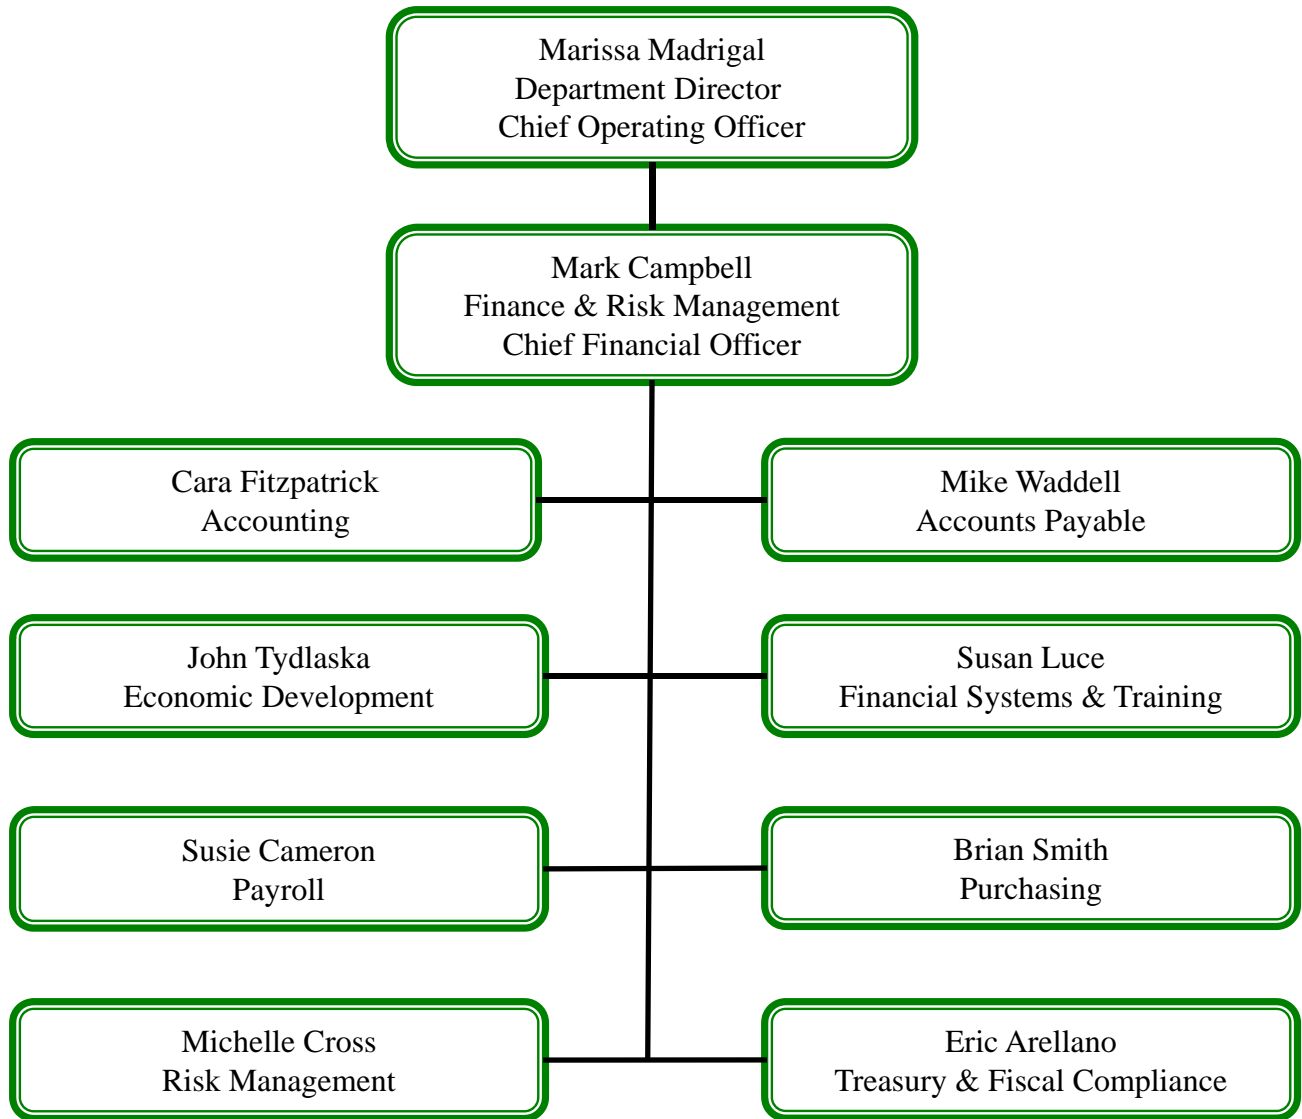 Marissa Madrigal
Department Director
Chief Operating Officer
Mark Campbell
Finance & Risk Management
Chief Financial Officer
Cara Fitzpatrick
Accounting
Mike Waddell
Accounts Payable
John Tydlaska
Economic Development
Susan Luce
Financial Systems & Training
Susie Cameron
Payroll
Brian Smith
Purchasing
Michelle Cross
Risk Management
Eric Arellano
Treasury & Fiscal Compliance